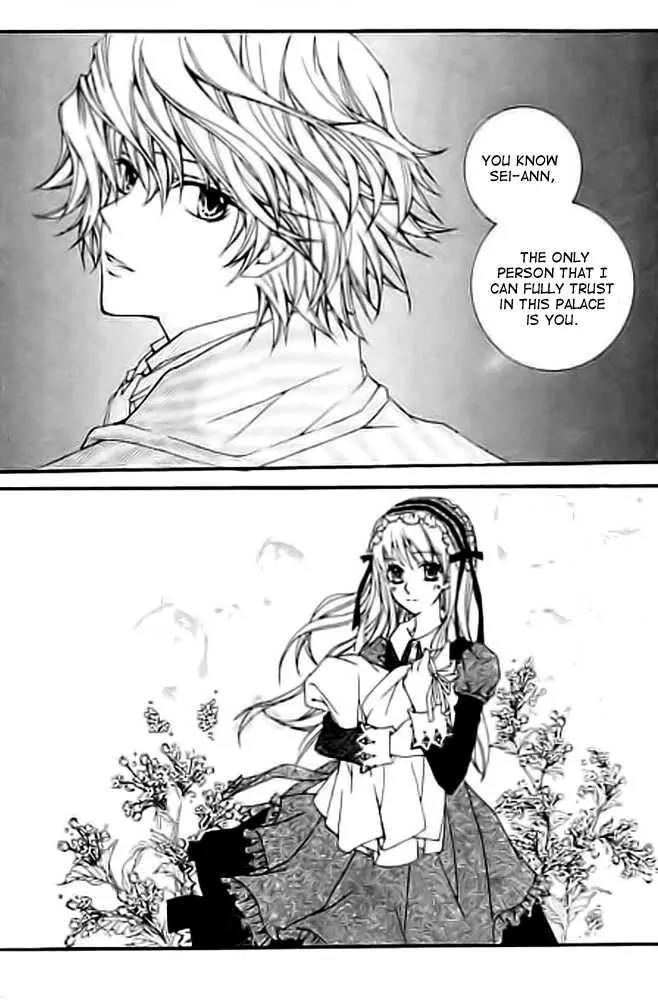 YOU KNOW
SEI-ANN,
THE ONLY
PERSON THAT I
CAN FULLY TRUST
IN THIS PALACE
IS YOU.